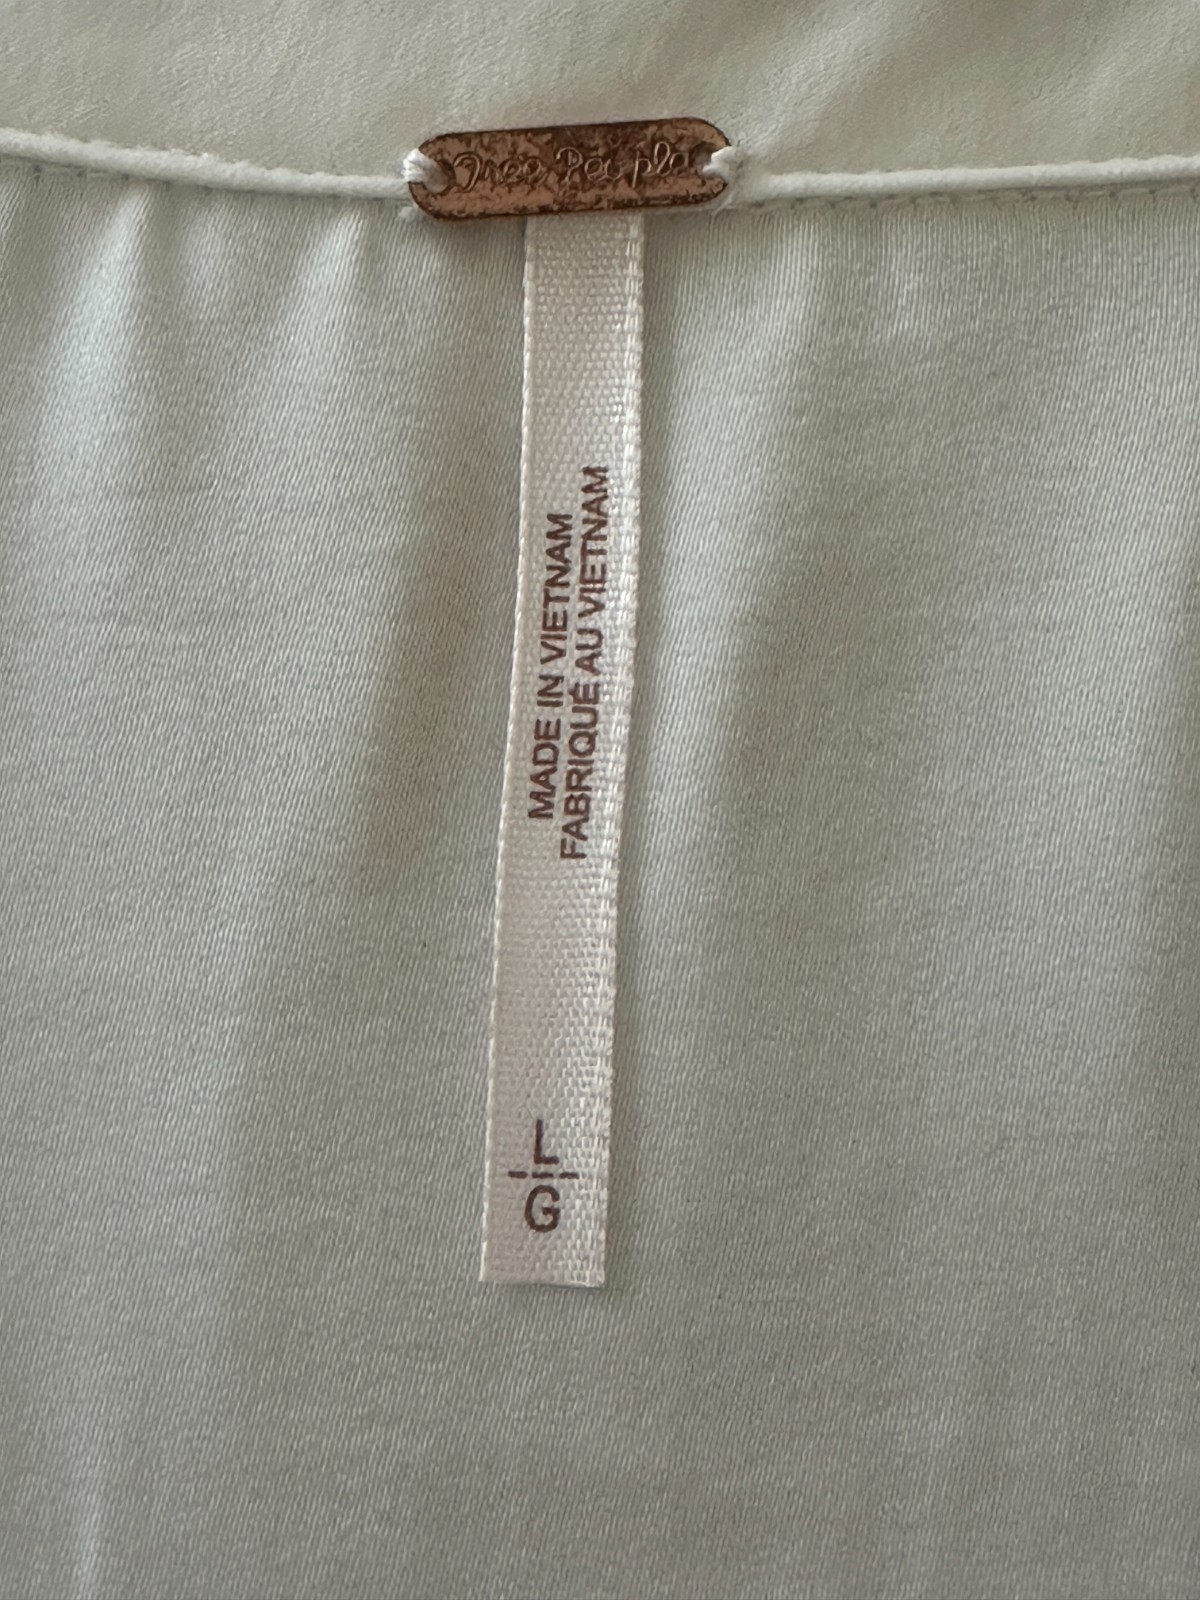 Free People
MADE IN VIETNAM
FABRIQUÉ AU VIETNAM
L
G